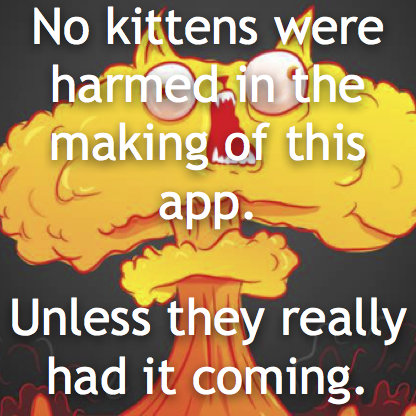 No kittens were
harmed in the
making of this
app.
Unless they really
had it coming.